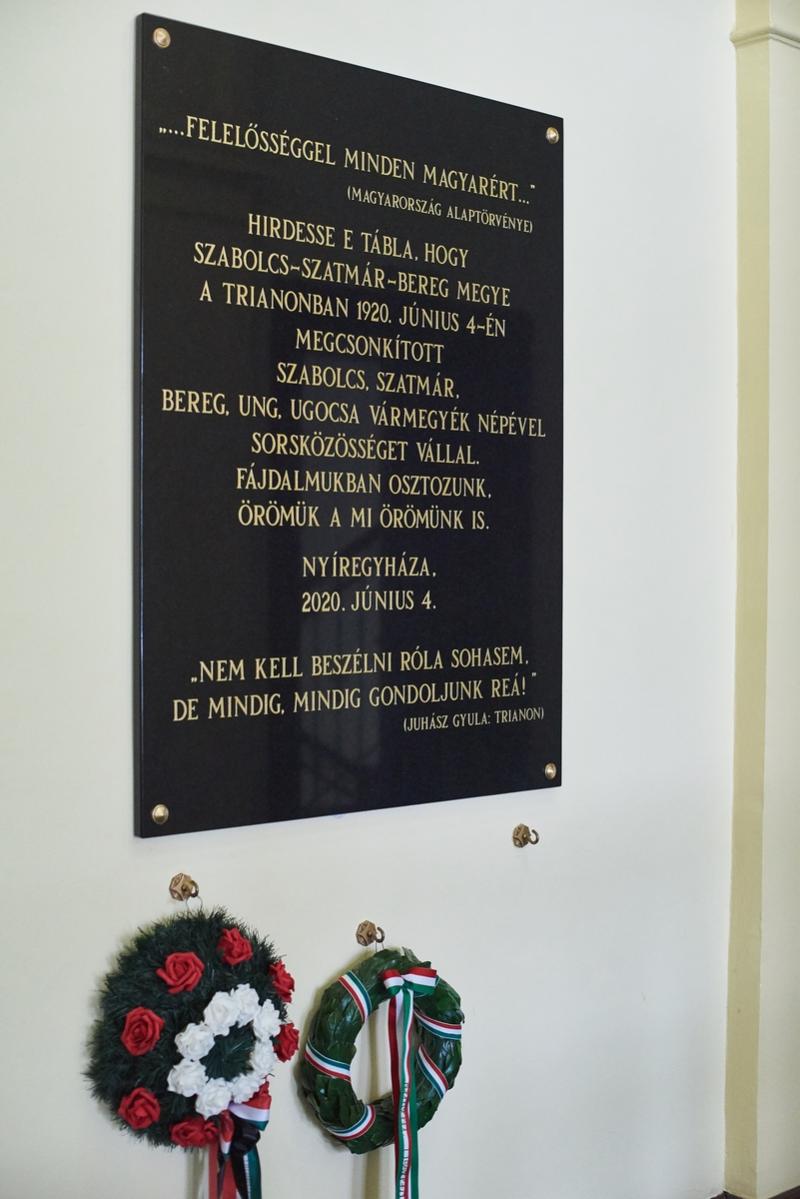 „...FELELŐSSÉGGEL MINDEN MAGYARÉRT..."
(MAGYARORSZÁG ALAPTÖRVÉNYE)
HIRDESSE E TÁBLA, HOGY
SZABOLCS-SZATMÁR-BEREG MEGYE
A TRIANONBAN 1920. JÚNIUS 4-ÉN
MEGCSONKÍTOTT
SZABOLCS, SZATMÁR,
BEREG, UNG, UGOCSA VÁRMEGYÉK NÉPÉVEL
SORSKÖZÖSSÉGET VÁLLAL.
FÁJDALMUKBAN OSZTOZUNK,
ÖRÖMÜK A MI ÖRÖMÜNK IS.
NYÍREGYHÁZA,
2020. JÚNIUS 4.
„NEM KELL BESZÉLNI RÓLA SOHASEM,
DE MINDIG, MINDIG GONDOLJUNK REÁ!"
(JUHÁSZ GYULA: TRIANON)